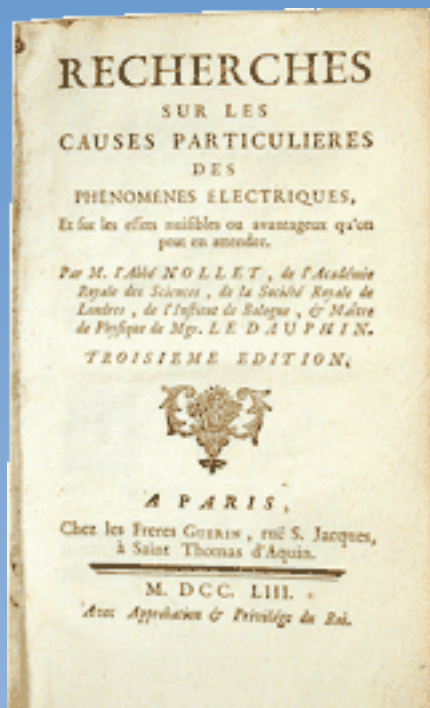 RECHERCHES
SUR LES
CAUSES PARTICULIERES
DES
PHÉNOMÉNES ÉLECTRIQUES,
Et sur les effets nuisibles ou avantageux qu'on
peut en attendre.
Par M. l'Abbé NOLLET, de l'Académie
Royale des Sciences, de la Société Royale de
Londres, de l'Institut de Bologne, & Maître
de Physique de Mgr. LE DAUPHIN.
TROISIEME EDITION.
A PARIS,
Chez les Freres GUERIN, ruë S. Jacques,
à Saint Thomas d'Aquin.
M. DCC. LIII.
Avec Approbation & Privilége du Roi.